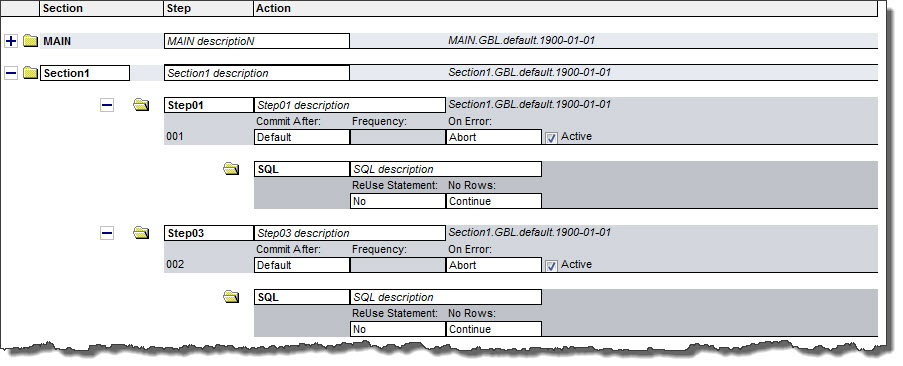 Section Step Action
MAIN MAIN descriptioN MAIN.GBL.default.1900-01-01
Section1 Section1 description Section1.GBL.default.1900-01-01
Step01 Step01 description Section1.GBL.default.1900-01-01
Commit After: Frequency: On Error:
001 Default Abort Active
SQL SQL description
ReUse Statement: No Rows:
No Continue
Step03 Step03 description Section1.GBL.default.1900-01-01
Commit After: Frequency: On Error:
002 Default Abort Active
SQL SQL description
ReUse Statement: No Rows:
No Continue